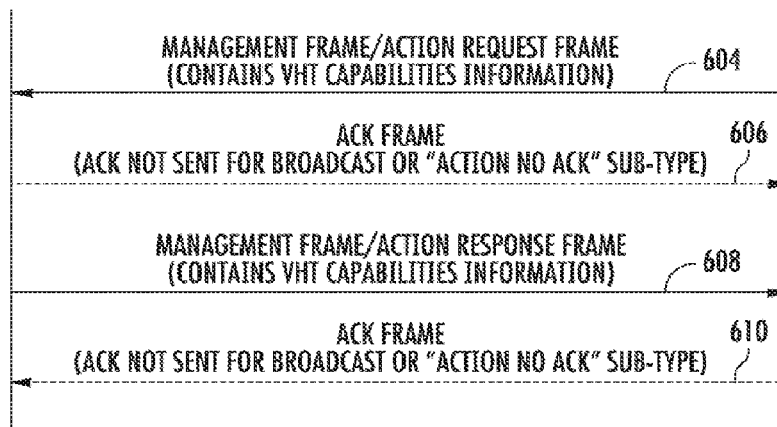 MANAGEMENT FRAME/ACTION REQUEST FRAME
(CONTAINS VHT CAPABILITIES INFORMATION)
604
ACK FRAME
606
(ACK NOT SENT FOR BROADCAST OR "ACTION NO ACK" SUB-TYPE)
MANAGEMENT FRAME/ACTION RESPONSE FRAME
(CONTAINS VHT CAPABILITIES INFORMATION)
608
ACK FRAME
610
(ACK NOT SENT FOR BROADCAST OR "ACTION NO ACK" SUB-TYPE)